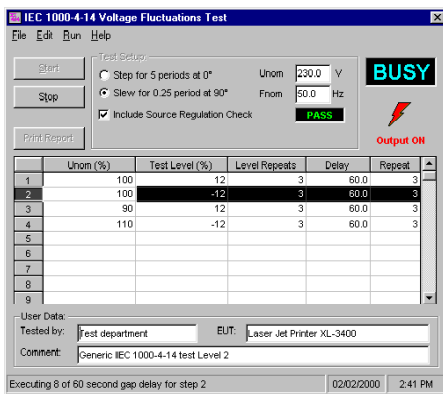 IEC 1000-4-14 Voltage Fluctuations Test
File Edit Run Help
Start
Stop
Print Report
Test Setup
Step for 5 periods at 0°
Slew for 0.25 period at 90°
Include Source Regulation Check
Unom 230.0 V
Fnom 50.0 Hz
PASS
BUSY
Output ON
Unom (%) Test Level (%) Level Repeats Delay Repeat
1 100 12 3 60.0 3
2 100 -12 3 60.0 3
3 90 12 3 60.0 3
4 110 -12 3 60.0 3
5
6
7
8
9
User Data:
Tested by: Test department EUT: Laser Jet Printer XL-3400
Comment: Generic IEC 1000-4-14 test Level 2
Executing 8 of 60 second gap delay for step 2 02/02/2000 2:41 PM